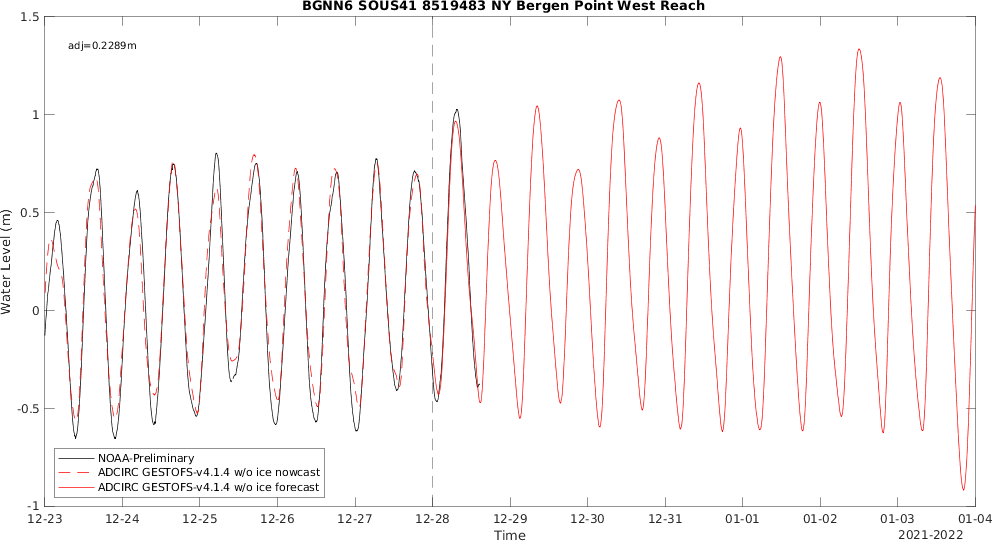 BGNN6 SOUS41 8519483 NY Bergen Point West Reach
1.5
adj=0.2289m
1
0.5
0
-0.5
-1
Water Level (m)
NOAA-Preliminary
ADCIRC GESTOFS-v4.1.4 w/o ice nowcast
ADCIRC GESTOFS-v4.1.4 w/o ice forecast
12-23 12-24 12-25 12-26 12-27 12-28 12-29 12-30 12-31 01-01 01-02 01-03 01-04
Time
2021-2022